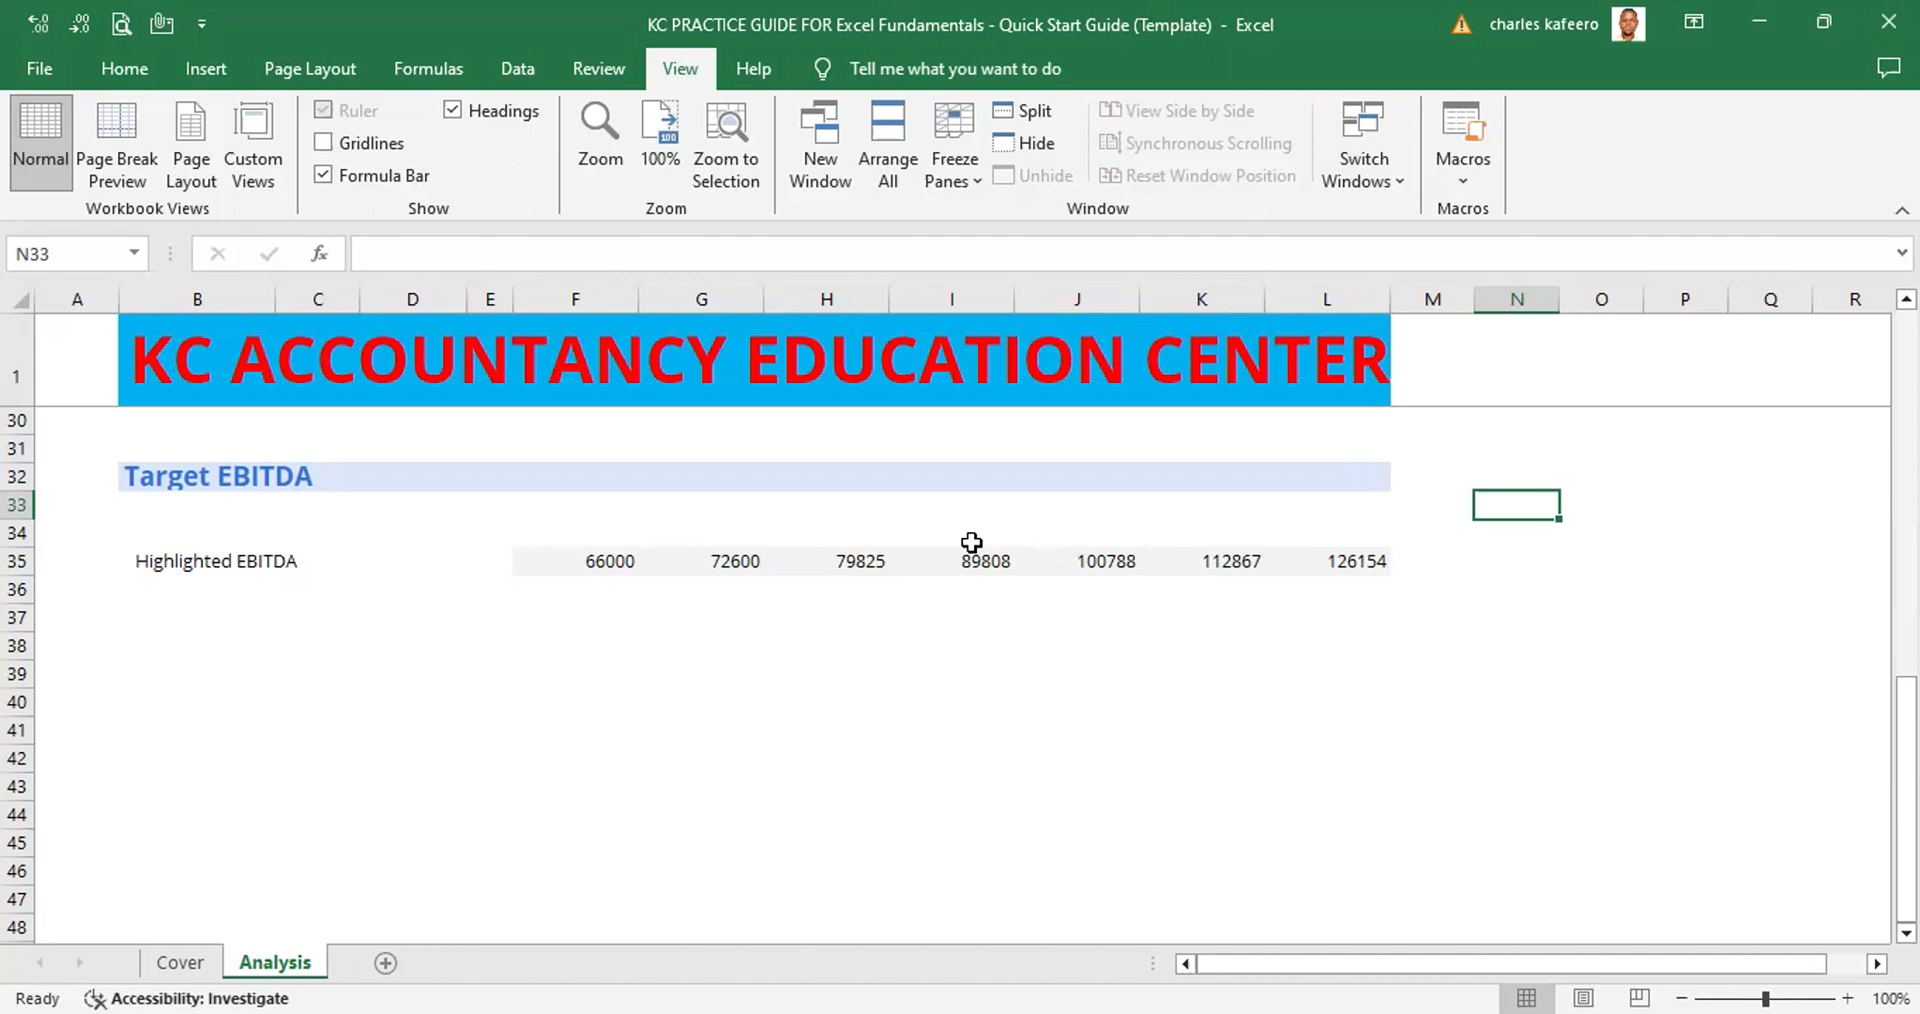 KC PRACTICE GUIDE FOR Excel Fundamentals - Quick Start Guide (Template) - Excel
charles kafeero
File Home Insert Page Layout Formulas Data Review View Help Tell me what you want to do
Normal
Page Break Preview
Page Layout
Custom Views
Workbook Views
Ruler
Headings
Gridlines
Formula Bar
Show
Zoom
100
100%
Zoom to Selection
Zoom
New Window
Arrange All
Freeze Panes
Split
Hide
Unhide
View Side by Side
Synchronous Scrolling
Reset Window Position
Window
Switch Windows
Macros
Macros
N33
fx
A B C D E F G H I J K L M N O P Q R
1 KC ACCOUNTANCY EDUCATION CENTER
30
31
32 Target EBITDA
33
34
35 Highlighted EBITDA 66000 72600 79825 89808 100788 112867 126154
36
37
38
39
40
41
42
43
44
45
46
47
48
Cover Analysis
Ready Accessibility: Investigate 100%